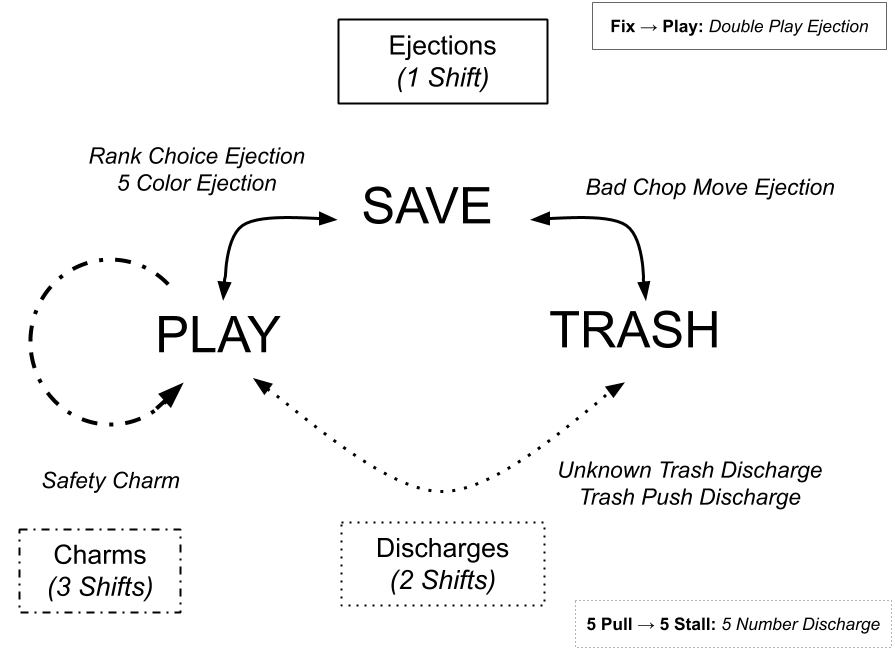 Ejections
(1 Shift)
Fix → Play: Double Play Ejection
Rank Choice Ejection
5 Color Ejection
SAVE
Bad Chop Move Ejection
PLAY
TRASH
Safety Charm
Unknown Trash Discharge
Trash Push Discharge
Charms
(3 Shifts)
Discharges
(2 Shifts)
5 Pull → 5 Stall: 5 Number Discharge